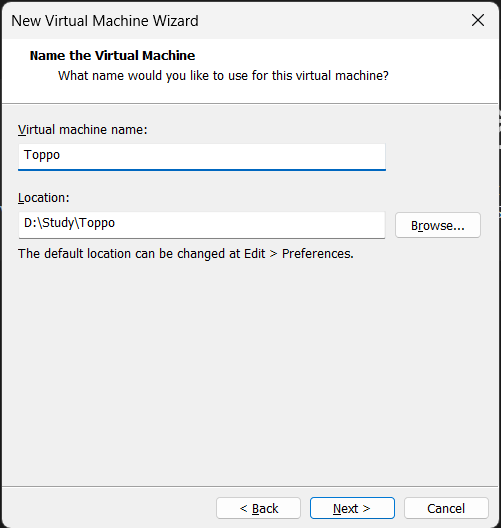 New Virtual Machine Wizard
Name the Virtual Machine
What name would you like to use for this virtual machine?
Virtual machine name:
Toppo
Location:
D:\Study\Toppo
Browse...
The default location can be changed at Edit > Preferences.
< Back
Next >
Cancel